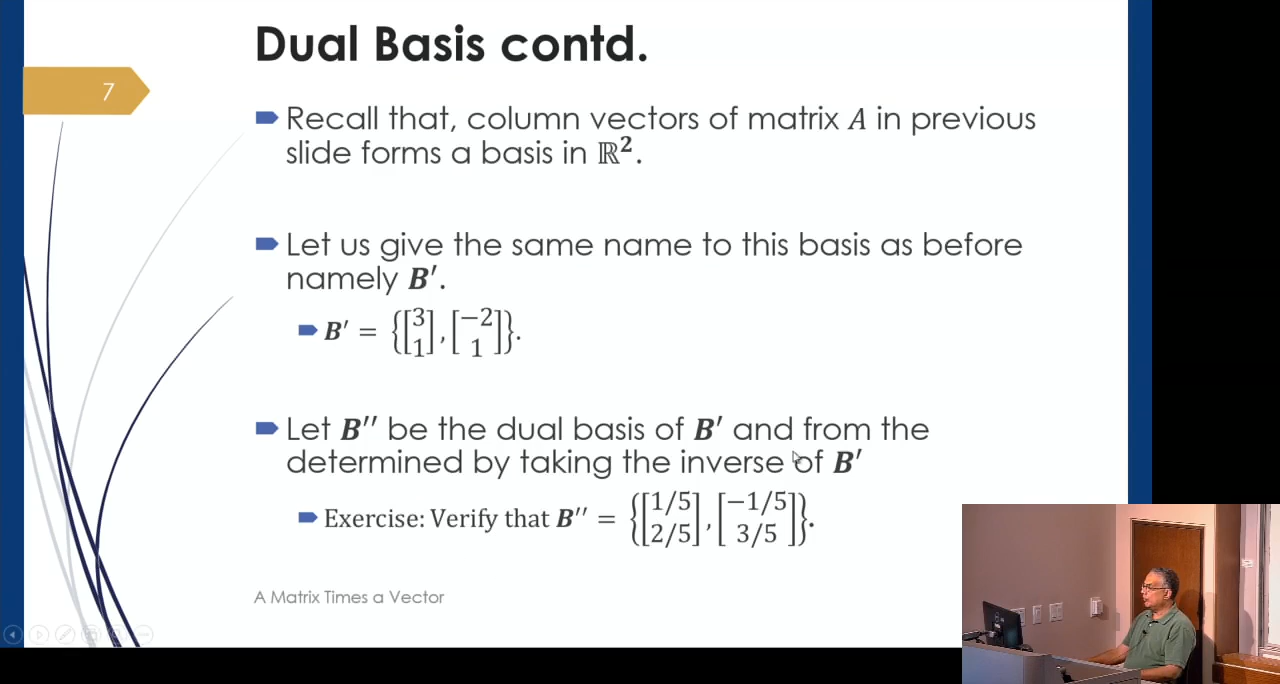 Dual Basis contd.
7
Recall that, column vectors of matrix A in previous
slide forms a basis in ℝ².
Let us give the same name to this basis as before
namely B′.
B′ = {[3 1], [−2 1]}.
Let B′′ be the dual basis of B′ and from the
determined by taking the inverse of B′
Exercise: Verify that B′′ = {[1/5 2/5], [−1/5 3/5]}.
A Matrix Times a Vector